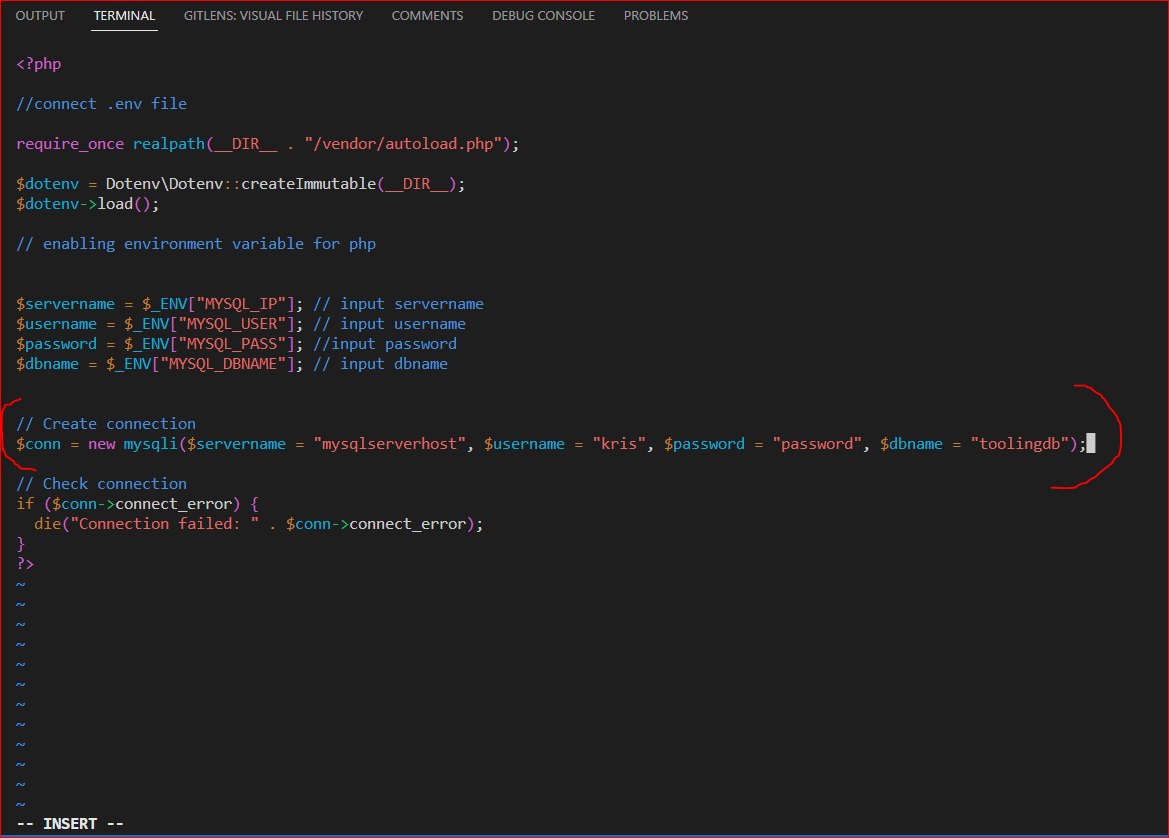 OUTPUT TERMINAL GITLENS: VISUAL FILE HISTORY COMMENTS DEBUG CONSOLE PROBLEMS
<?php
//connect .env file
require_once realpath(__DIR__ . "/vendor/autoload.php");
$dotenv = Dotenv\Dotenv::createImmutable(__DIR__);
$dotenv->load();
// enabling environment variable for php
$servername = $_ENV["MYSQL_IP"]; // input servername
$username = $_ENV["MYSQL_USER"]; // input username
$password = $_ENV["MYSQL_PASS"]; //input password
$dbname = $_ENV["MYSQL_DBNAME"]; // input dbname
// Create connection
$conn = new mysqli($servername = "mysqlserverhost", $username = "kris", $password = "password", $dbname = "toolingdb");
// Check connection
if ($conn->connect_error) {
  die("Connection failed: " . $conn->connect_error);
}
?>
~
~
~
~
~
~
~
~
~
~
~
~
-- INSERT --